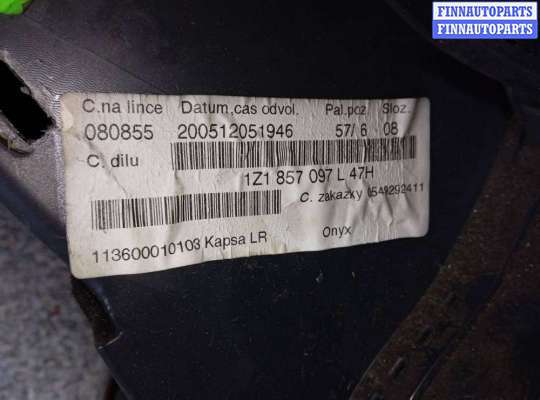 FINNAUTOPARTS
FINNAUTOPARTS
C.na lince Datum,cas odvol. Pal.poz. Sloz.
080855 200512051946 57/ 6 08
C. dilu
1Z1 857 097 L 47H
C. zakazky 0549292411
113600010103 Kapsa LR Onyx